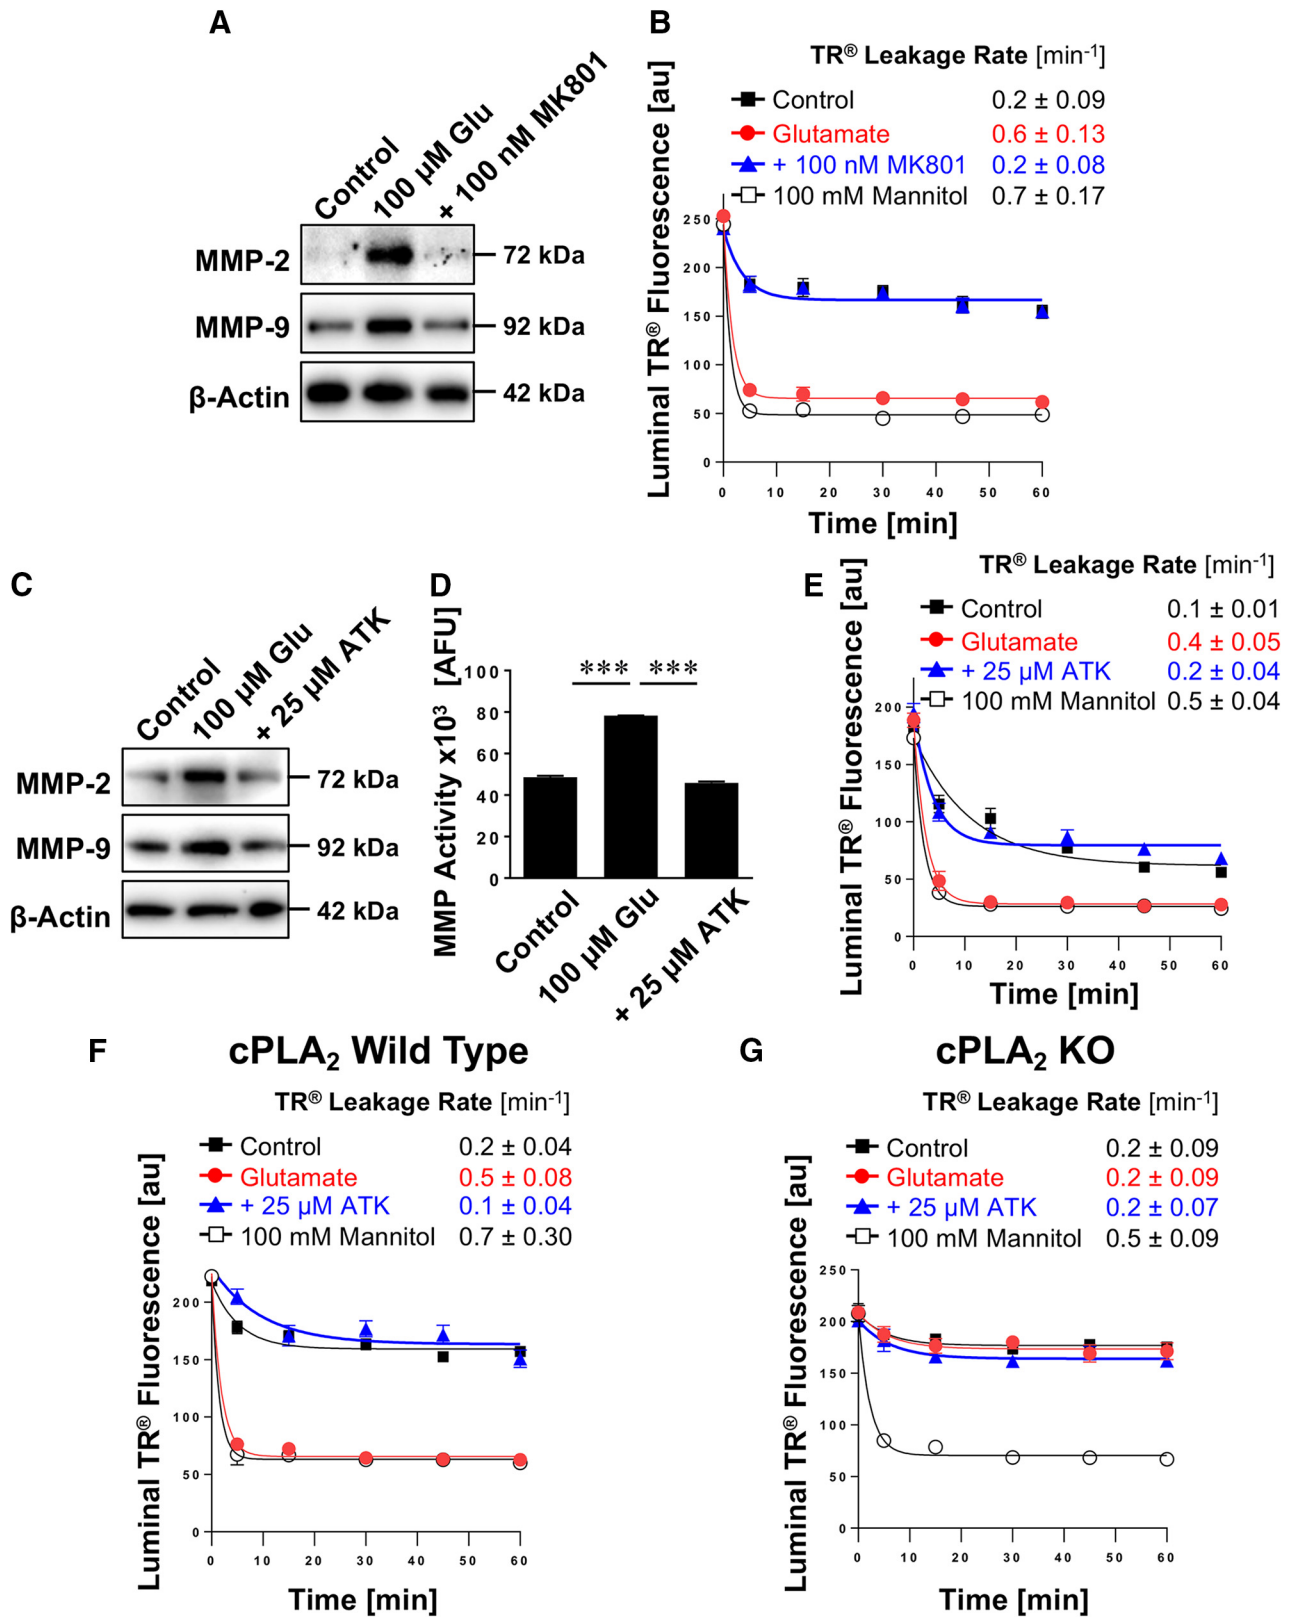 A
Control
100 µM Glu
+ 100 nM MK801
MMP-2
72 kDa
MMP-9
92 kDa
β-Actin
42 kDa
B
TR® Leakage Rate [min-1]
Control 0.2 ± 0.09
Glutamate 0.6 ± 0.13
+ 100 nM MK801 0.2 ± 0.08
100 mM Mannitol 0.7 ± 0.17
Luminal TR® Fluorescence [au]
250
200
150
100
50
0
0 10 20 30 40 50 60
Time [min]
C
Control
100 µM Glu
+ 25 µM ATK
MMP-2
72 kDa
MMP-9
92 kDa
β-Actin
42 kDa
D
MMP Activity x10³ [AFU]
100
80
60
40
20
0
*** ***
Control
100 µM Glu
+ 25 µM ATK
E
TR® Leakage Rate [min-1]
Control 0.1 ± 0.01
Glutamate 0.4 ± 0.05
+ 25 µM ATK 0.2 ± 0.04
100 mM Mannitol 0.5 ± 0.04
Luminal TR® Fluorescence [au]
200
150
100
50
0
0 10 20 30 40 50 60
Time [min]
F
cPLA₂ Wild Type
TR® Leakage Rate [min-1]
Control 0.2 ± 0.04
Glutamate 0.5 ± 0.08
+ 25 µM ATK 0.1 ± 0.04
100 mM Mannitol 0.7 ± 0.30
Luminal TR® Fluorescence [au]
200
150
100
50
0
0 10 20 30 40 50 60
Time [min]
G
cPLA₂ KO
TR® Leakage Rate [min-1]
Control 0.2 ± 0.09
Glutamate 0.2 ± 0.09
+ 25 µM ATK 0.2 ± 0.07
100 mM Mannitol 0.5 ± 0.09
Luminal TR® Fluorescence [au]
250
200
150
100
50
0
0 10 20 30 40 50 60
Time [min]